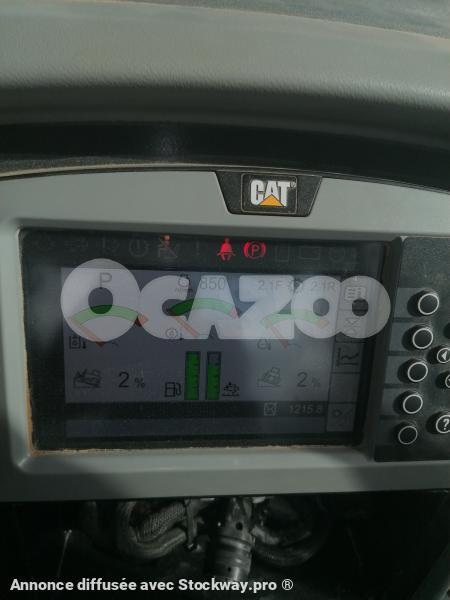 CAT®
P
850
2.1F
2.1R
OCAZOO
2 %
2 %
1215.8
?
Annonce diffusée avec Stockway.pro ®